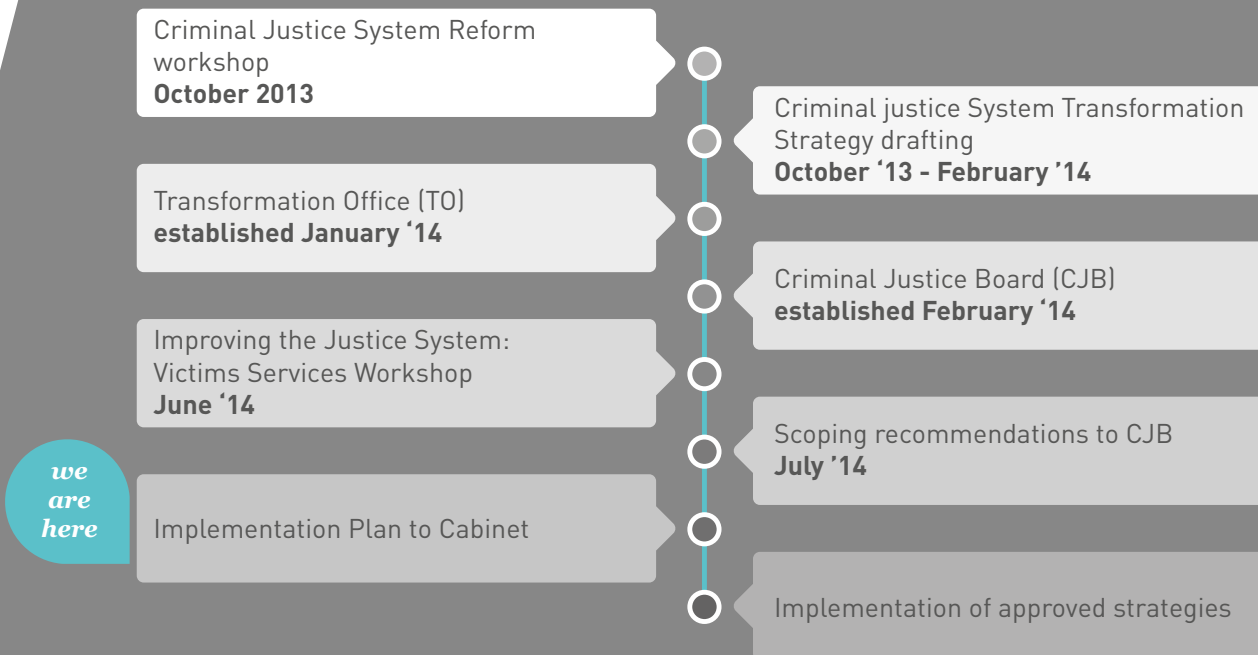 Criminal Justice System Reform
workshop
October 2013
Criminal justice System Transformation
Strategy drafting
October ‘13 - February ’14
Transformation Office (TO)
established January ‘14
Criminal Justice Board (CJB)
established February ‘14
Improving the Justice System:
Victims Services Workshop
June ‘14
Scoping recommendations to CJB
July ’14
we
are
here
Implementation Plan to Cabinet
Implementation of approved strategies